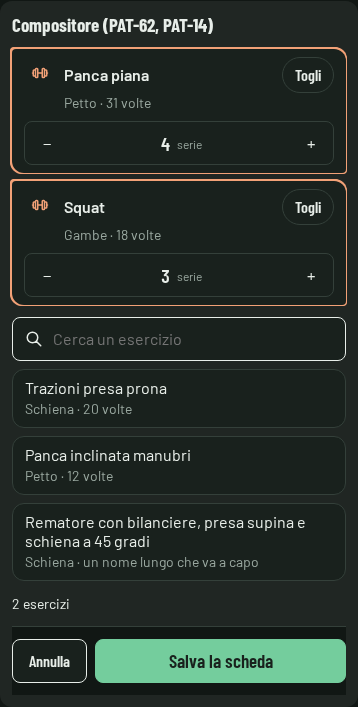 Compositore (PAT-62, PAT-14)
Panca piana
Togli
Petto · 31 volte
− 4 serie +
Squat
Togli
Gambe · 18 volte
− 3 serie +
Cerca un esercizio
Trazioni presa prona
Schiena · 20 volte
Panca inclinata manubri
Petto · 12 volte
Rematore con bilanciere, presa supina e
schiena a 45 gradi
Schiena · un nome lungo che va a capo
2 esercizi
Annulla
Salva la scheda